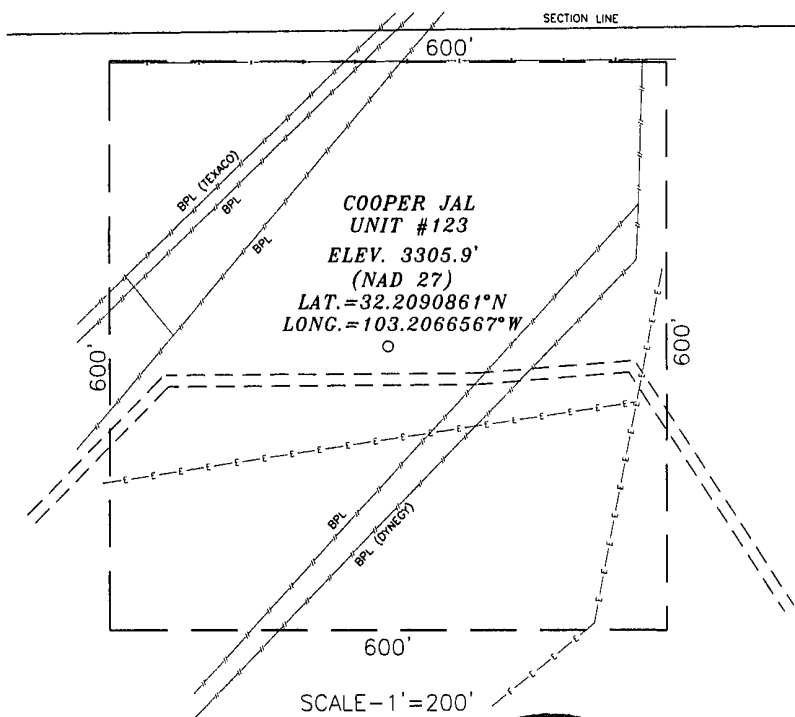 SECTION LINE
600'
BPL (TEXACO)
BPL
BPL
COOPER JAL
UNIT #123
ELEV. 3305.9'
(NAD 27)
LAT.=32.2090861°N
LONG.=103.2066567°W
600'
600'
E E E E E E E E E E
E E E E E E E
BPL
BPL (DYNEGY)
600'
SCALE-1'=200'